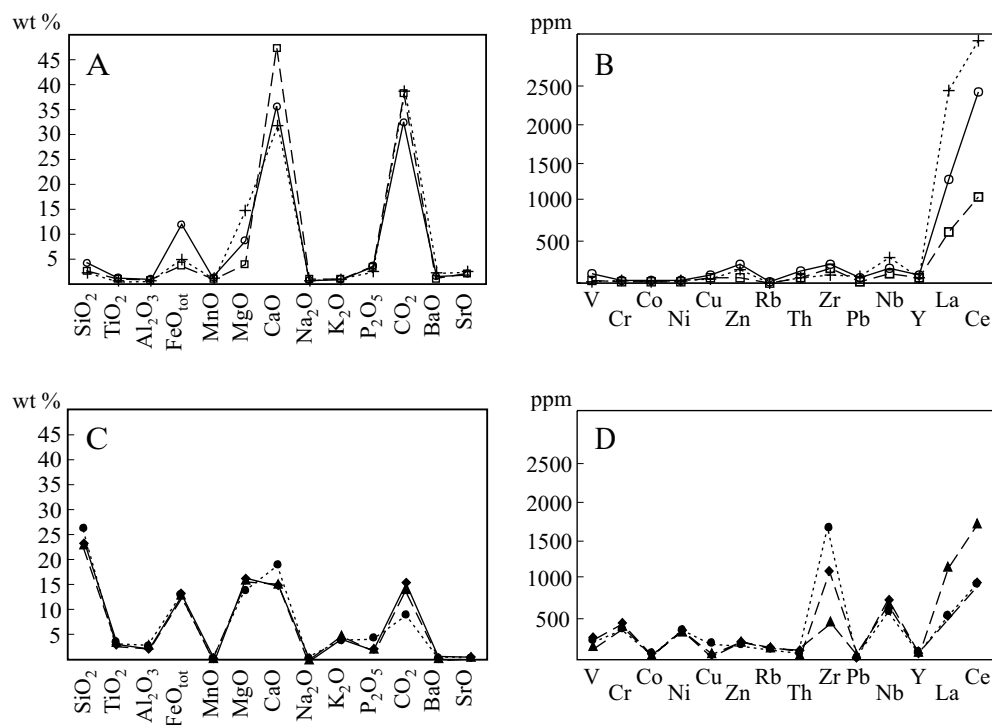 wt %
A
45
40
35
30
25
20
15
10
5
SiO₂ TiO₂ Al₂O₃ FeOtot MnO MgO CaO Na₂O K₂O P₂O₅ CO₂ BaO SrO
ppm
B
2500
2000
1500
1000
500
V Cr Co Ni Cu Zn Rb Th Zr Pb Nb Y La Ce
wt %
C
45
40
35
30
25
20
15
10
5
SiO₂ TiO₂ Al₂O₃ FeOtot MnO MgO CaO Na₂O K₂O P₂O₅ CO₂ BaO SrO
ppm
D
2500
2000
1500
1000
500
V Cr Co Ni Cu Zn Rb Th Zr Pb Nb Y La Ce